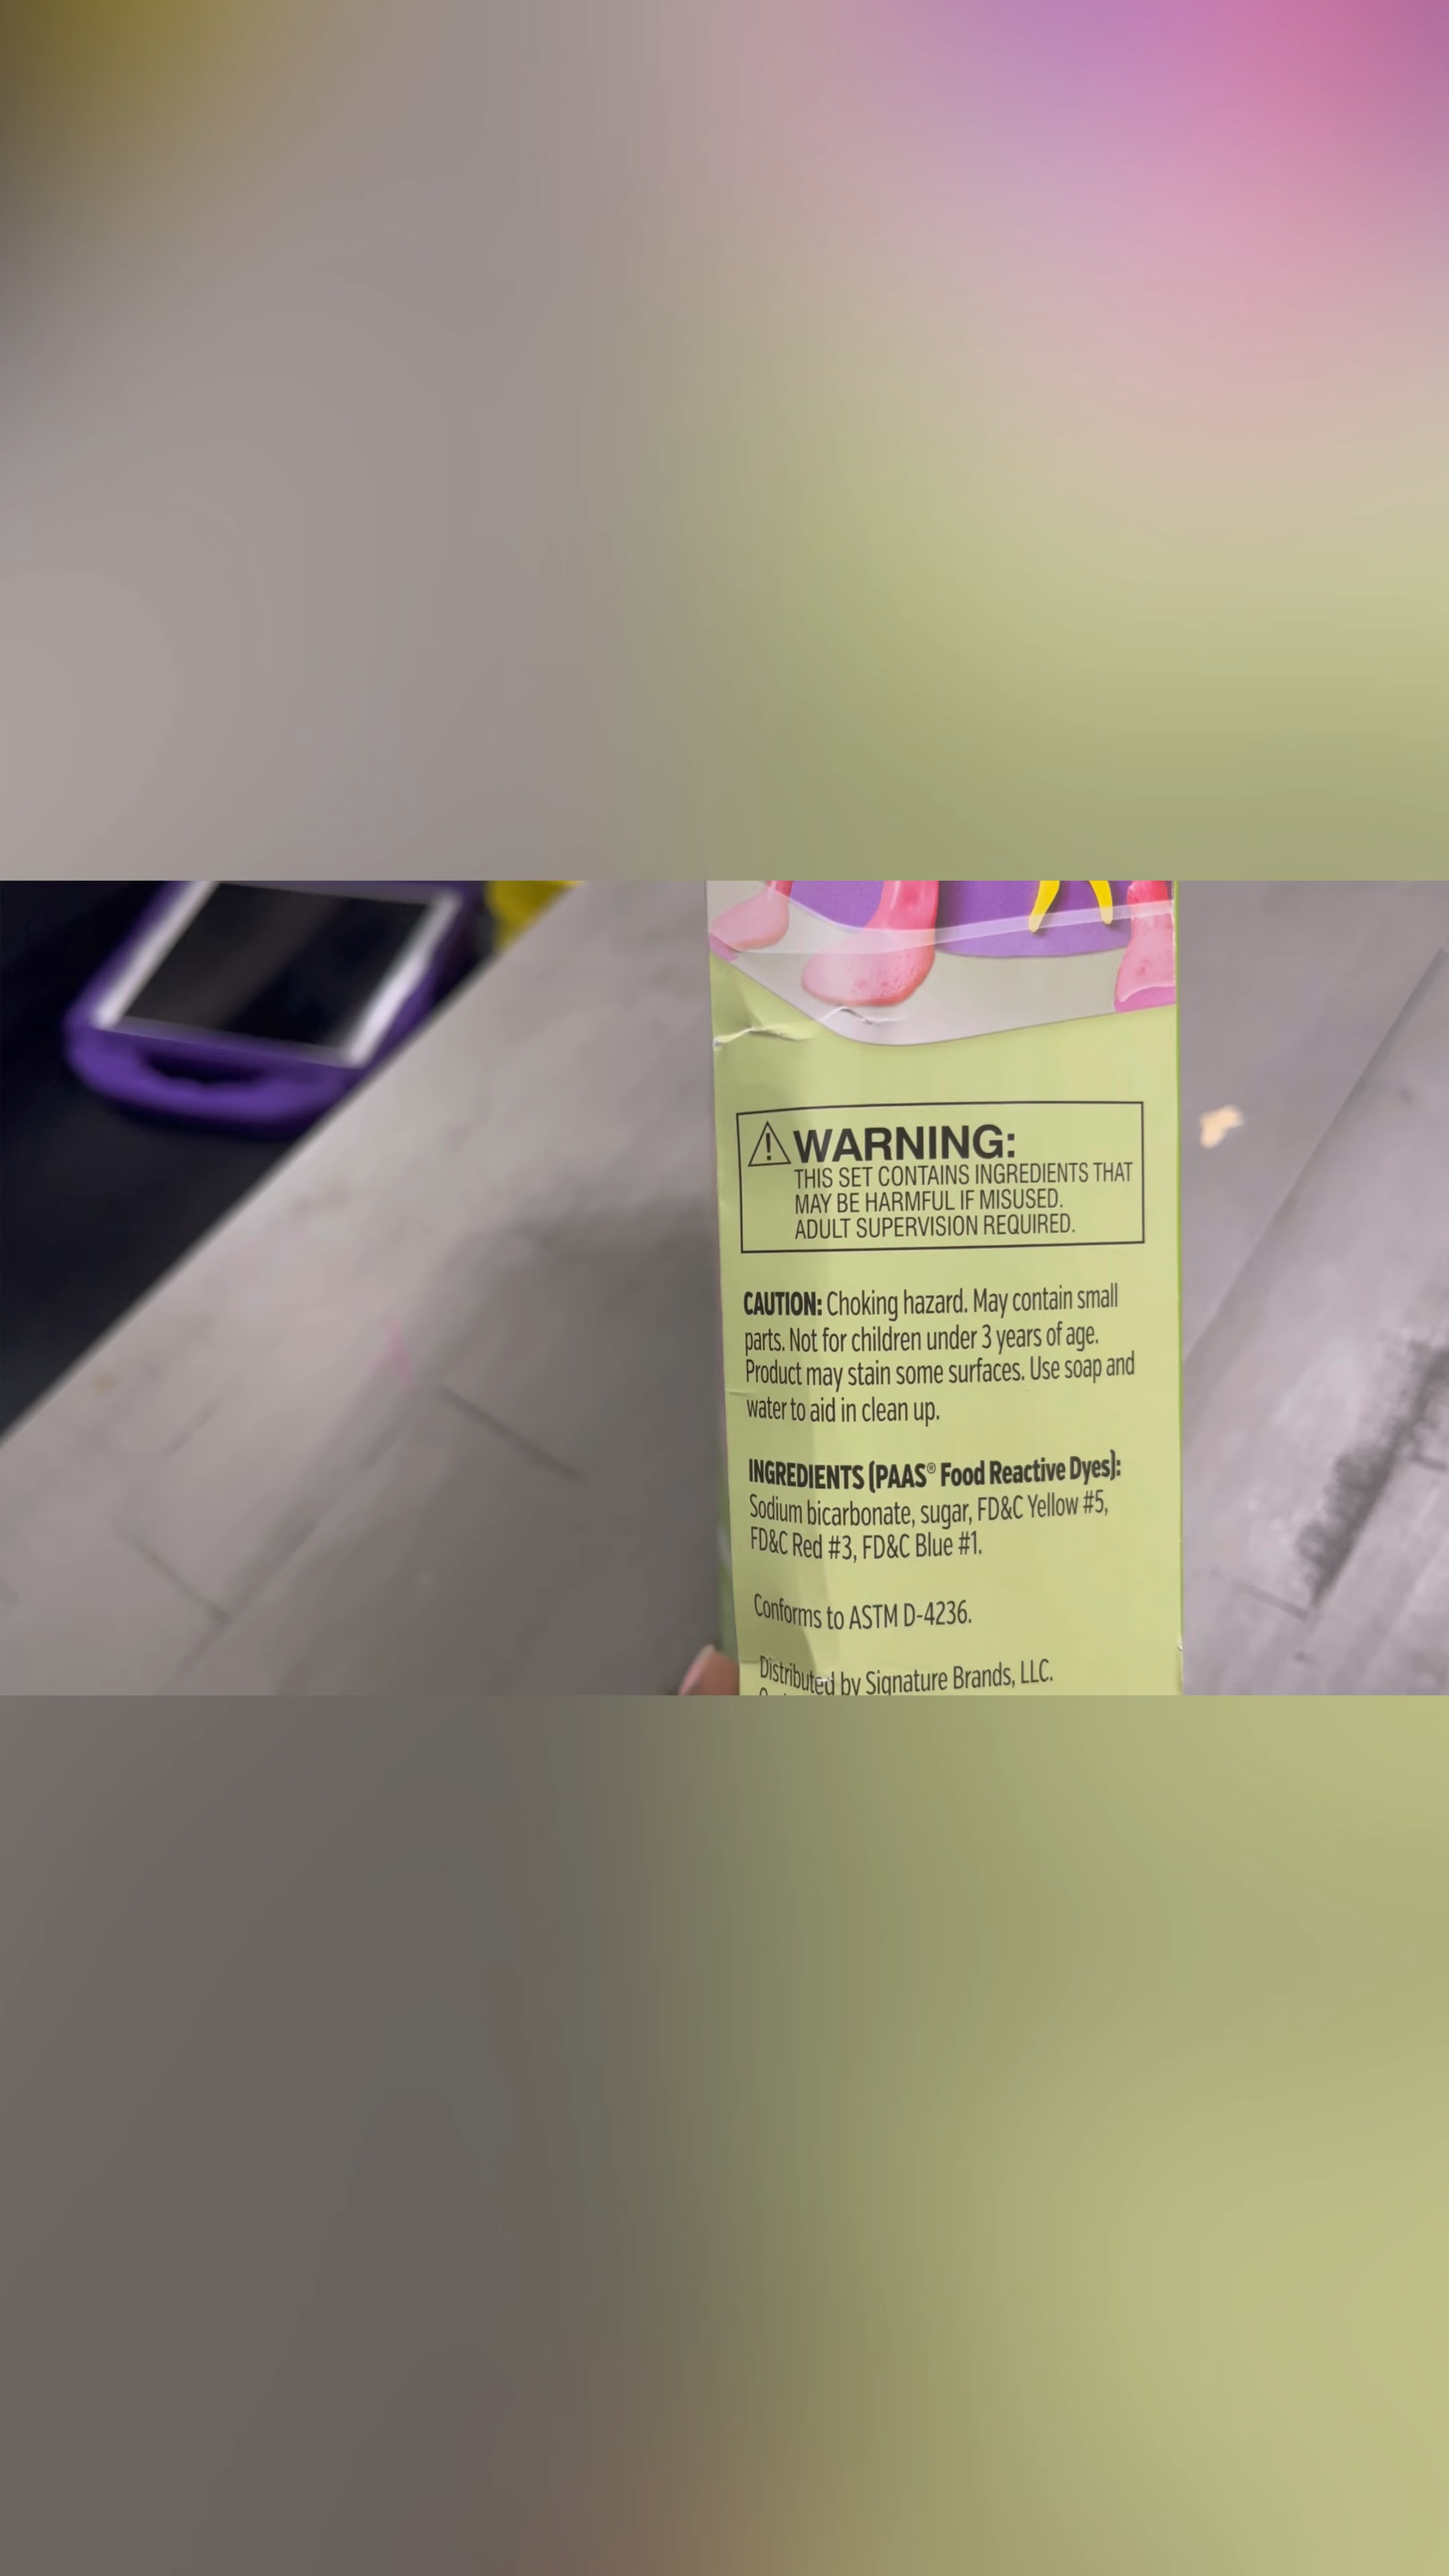 WARNING:
THIS SET CONTAINS INGREDIENTS THAT
MAY BE HARMFUL IF MISUSED.
ADULT SUPERVISION REQUIRED.
CAUTION: Choking hazard. May contain small
parts. Not for children under 3 years of age.
Product may stain some surfaces. Use soap and
water to aid in clean up.
INGREDIENTS (PAAS® Food Reactive Dyes):
Sodium bicarbonate, sugar, FD&C Yellow #5,
FD&C Red #3, FD&C Blue #1.
Conforms to ASTM D-4236.
Distributed by Signature Brands, LLC.